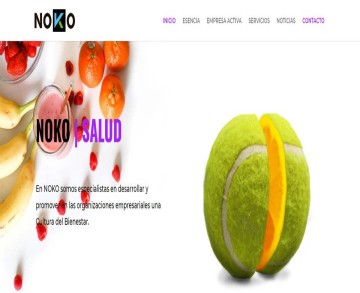 NOKO
INICIO ESENCIA EMPRESA ACTIVA SERVICIOS NOTICIAS CONTACTO
NOKO | SALUD
En NOKO somos especialistas en desarrollar y
promover en las organizaciones empresariales una
Cultura del Bienestar.